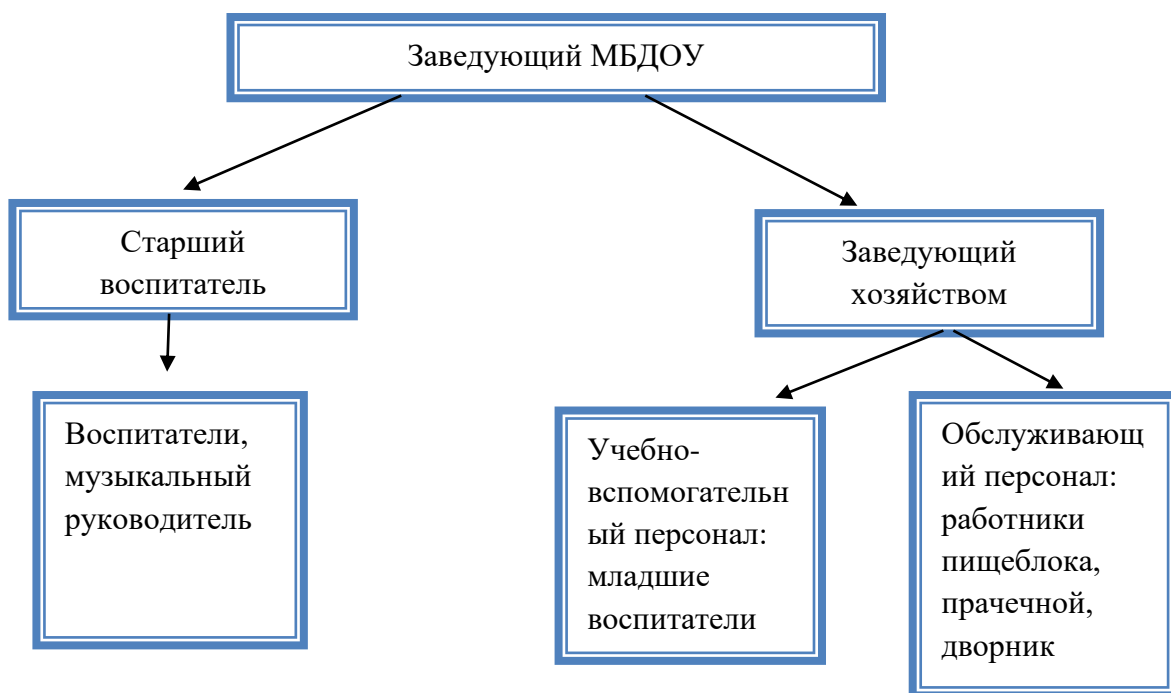 Заведующий МБДОУ
Старший
воспитатель
Заведующий
хозяйством
Воспитатели,
музыкальный
руководитель
Учебно-
вспомогательн
ый персонал:
младшие
воспитатели
Обслуживающ
ий персонал:
работники
пищеблока,
прачечной,
дворник